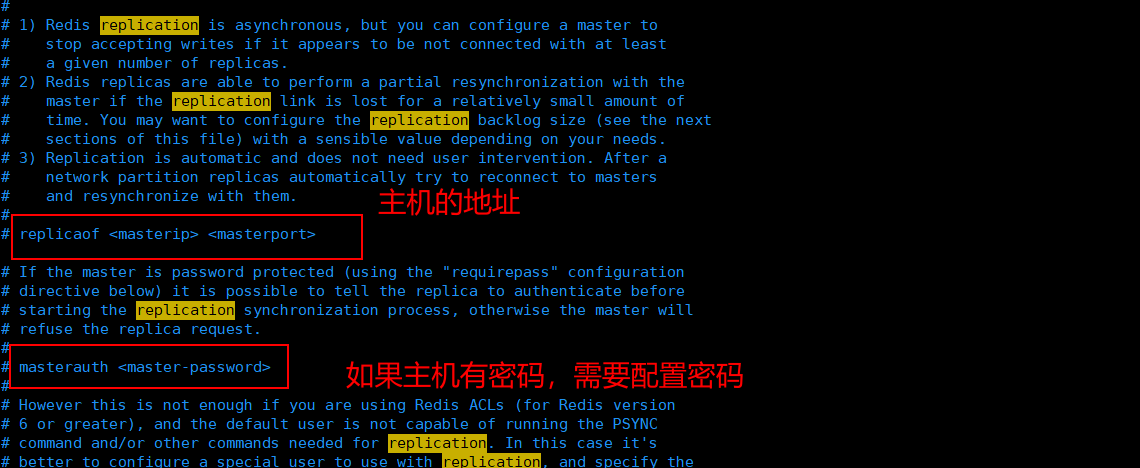 #
# 1) Redis replication is asynchronous, but you can configure a master to
#    stop accepting writes if it appears to be not connected with at least
#    a given number of replicas.
# 2) Redis replicas are able to perform a partial resynchronization with the
#    master if the replication link is lost for a relatively small amount of
#    time. You may want to configure the replication backlog size (see the next
#    sections of this file) with a sensible value depending on your needs.
# 3) Replication is automatic and does not need user intervention. After a
#    network partition replicas automatically try to reconnect to masters
#    and resynchronize with them.
主机的地址
#
# replicaof <masterip> <masterport>

# If the master is password protected (using the "requirepass" configuration
# directive below) it is possible to tell the replica to authenticate before
# starting the replication synchronization process, otherwise the master will
# refuse the replica request.
#
# masterauth <master-password>
如果主机有密码，需要配置密码
#
# However this is not enough if you are using Redis ACLs (for Redis version
# 6 or greater), and the default user is not capable of running the PSYNC
# command and/or other commands needed for replication. In this case it's
# better to configure a special user to use with replication, and specify the